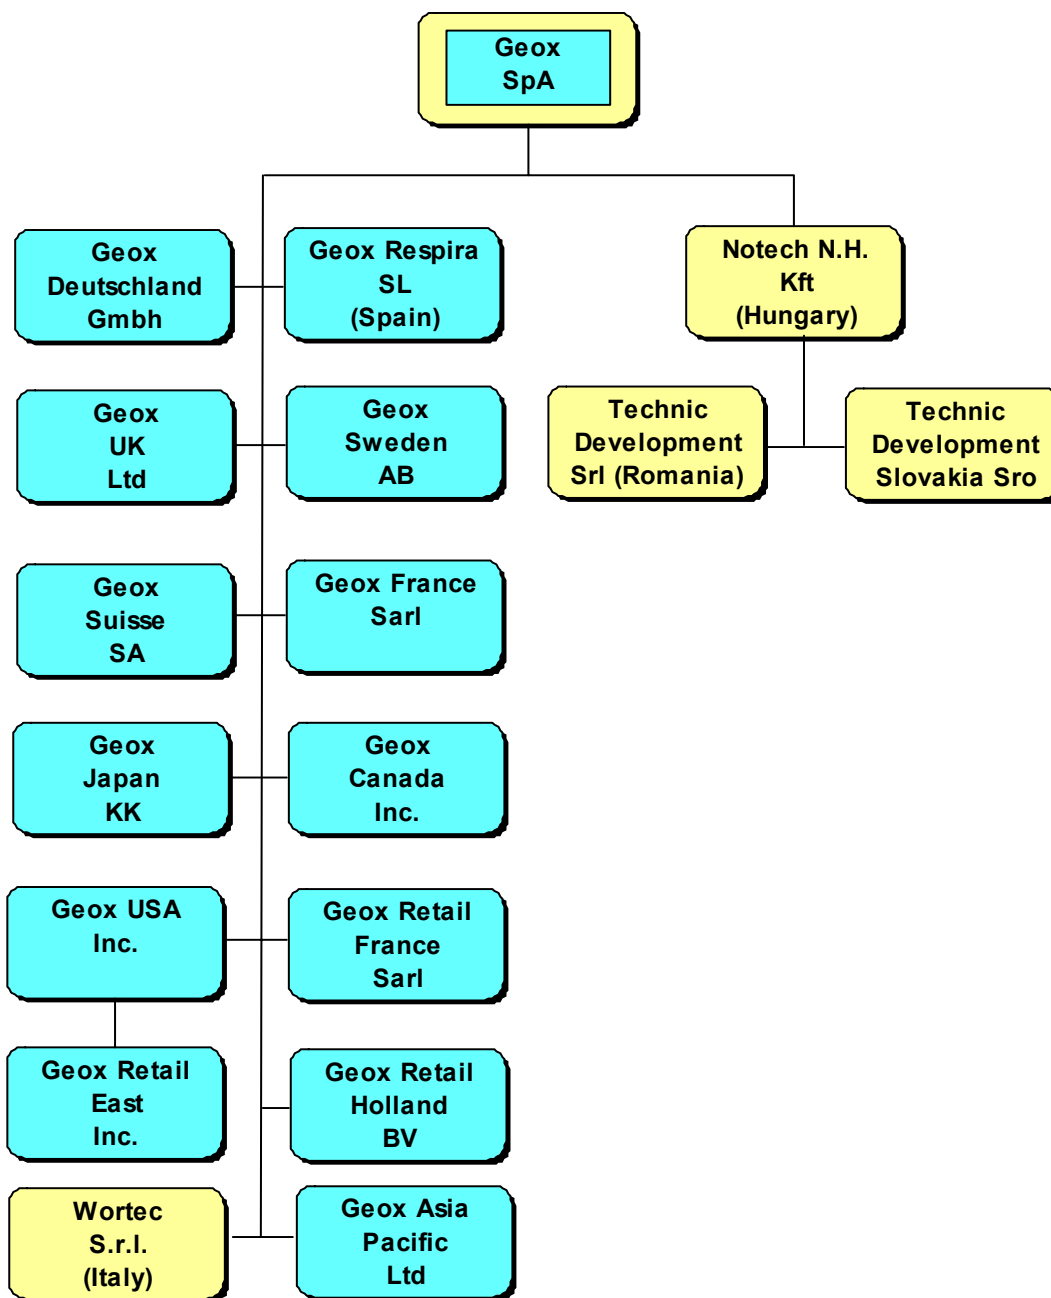 Geox
SpA
Geox
Deutschland
Gmbh
Geox Respira
SL
(Spain)
Notech N.H.
Kft
(Hungary)
Geox
UK
Ltd
Geox
Sweden
AB
Technic
Development
Srl (Romania)
Technic
Development
Slovakia Sro
Geox
Suisse
SA
Geox France
Sarl
Geox
Japan
KK
Geox
Canada
Inc.
Geox USA
Inc.
Geox Retail
France
Sarl
Geox Retail
East
Inc.
Geox Retail
Holland
BV
Wortec
S.r.l.
(Italy)
Geox Asia
Pacific
Ltd